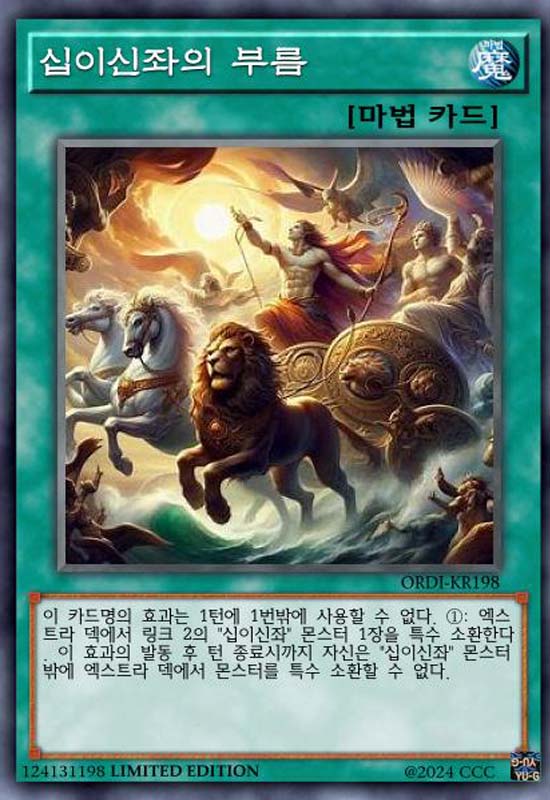 십이신좌의 부름
마법
魔
[마법 카드]
ORDI-KR198
이 카드명의 효과는 1턴에 1번밖에 사용할 수 없다. ①: 엑스
트라 덱에서 링크 2의 "십이신좌" 몬스터 1장을 특수 소환한다
. 이 효과의 발동 후 턴 종료시까지 자신은 "십이신좌" 몬스터
밖에 엑스트라 덱에서 몬스터를 특수 소환할 수 없다.
124131198 LIMITED EDITION
©2024 CCC